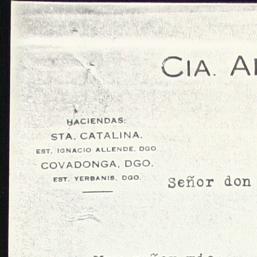 CIA. A
HACIENDAS:
STA. CATALINA.
EST. IGNACIO ALLENDE, DGO.
COVADONGA, DGO.
EST. YERBANIS, DGO.
Señor don